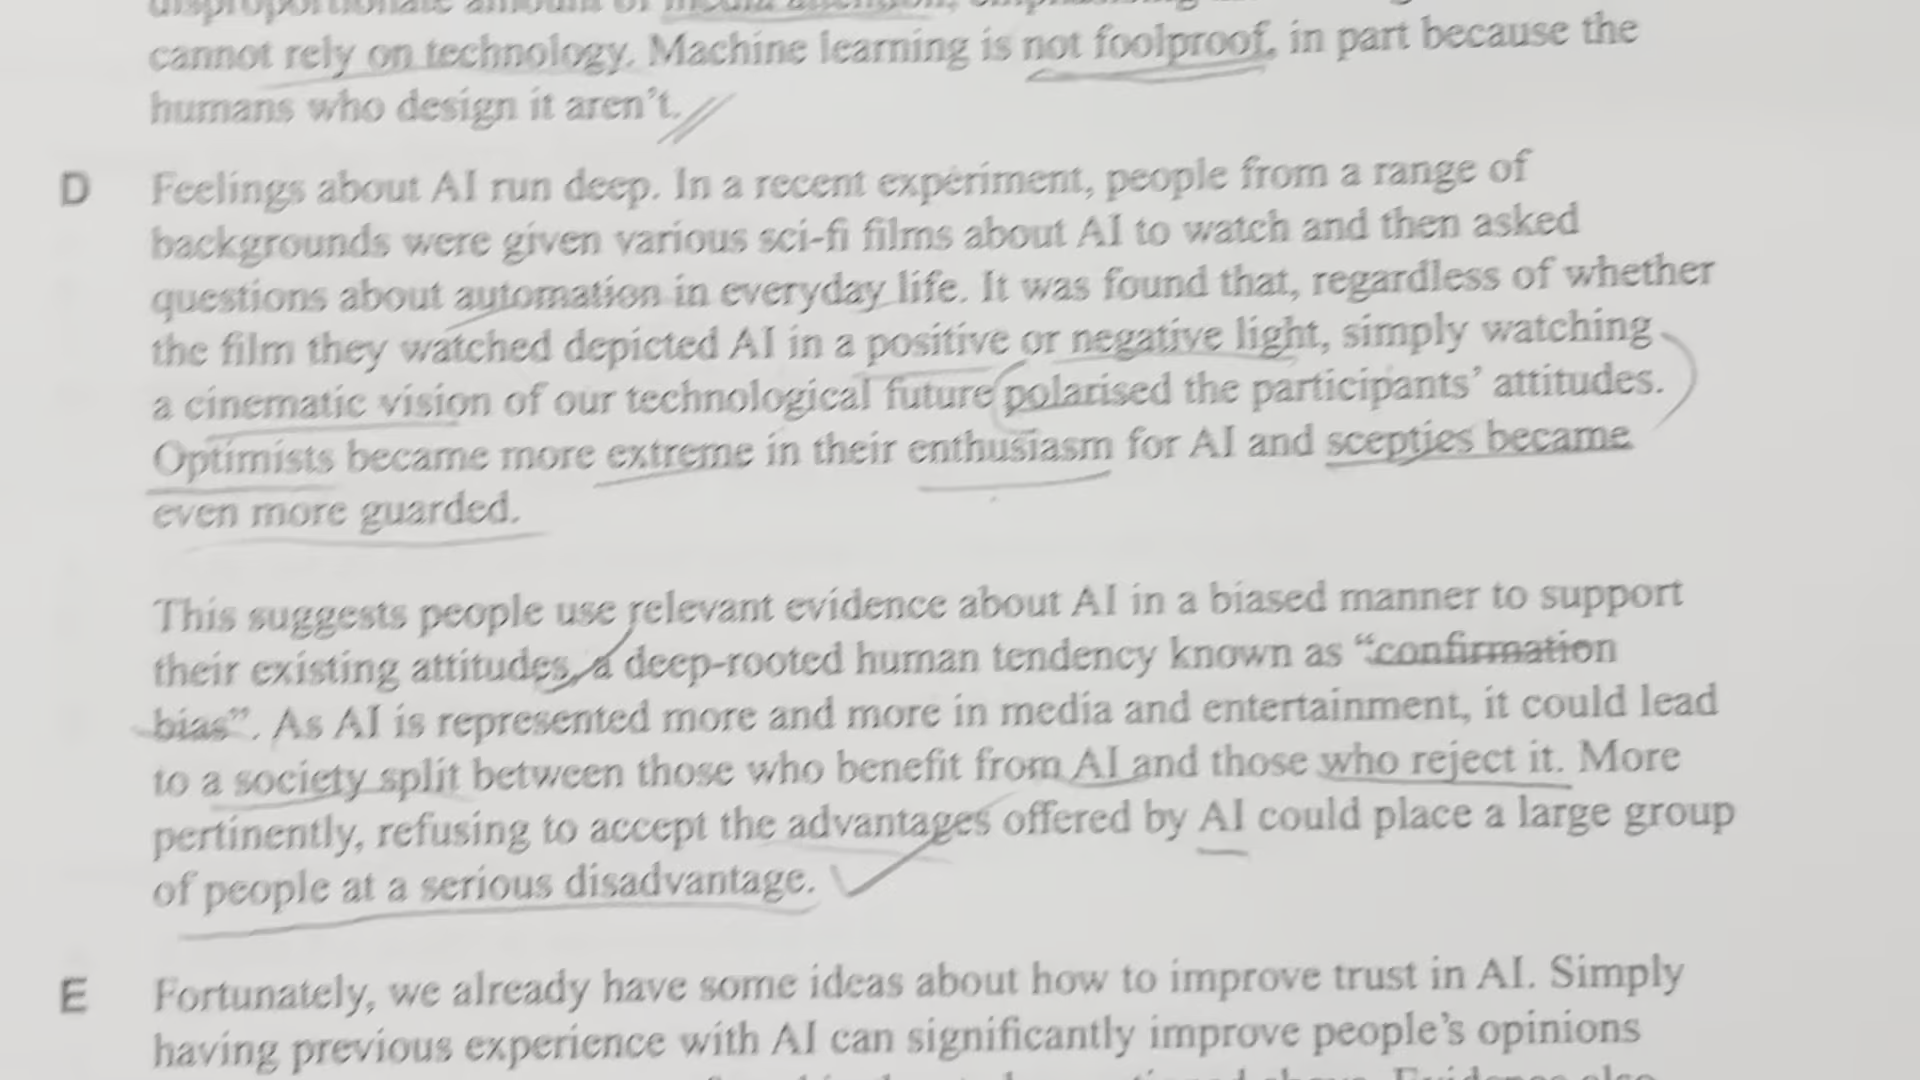 disproportionate amount of media attention, emphasising
cannot rely on technology. Machine learning is not foolproof, in part because the
humans who design it aren't.
D Feelings about AI run deep. In a recent experiment, people from a range of
backgrounds were given various sci-fi films about AI to watch and then asked
questions about automation in everyday life. It was found that, regardless of whether
the film they watched depicted AI in a positive or negative light, simply watching
a cinematic vision of our technological future polarised the participants' attitudes.
Optimists became more extreme in their enthusiasm for AI and sceptics became
even more guarded.
This suggests people use relevant evidence about AI in a biased manner to support
their existing attitudes, a deep-rooted human tendency known as “confirmation
bias”. As AI is represented more and more in media and entertainment, it could lead
to a society split between those who benefit from AI and those who reject it. More
pertinently, refusing to accept the advantages offered by AI could place a large group
of people at a serious disadvantage.
E Fortunately, we already have some ideas about how to improve trust in AI. Simply
having previous experience with AI can significantly improve people's opinions
Evidence also